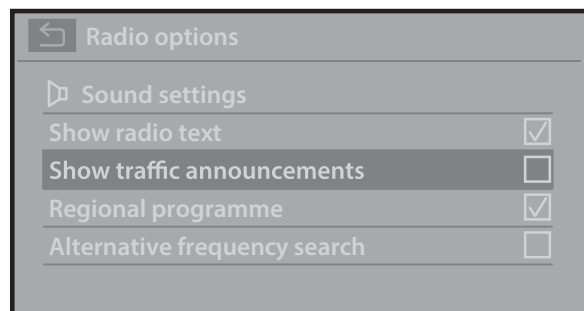 Radio options
Sound settings
Show radio text
Show traffic announcements
Regional programme
Alternative frequency search